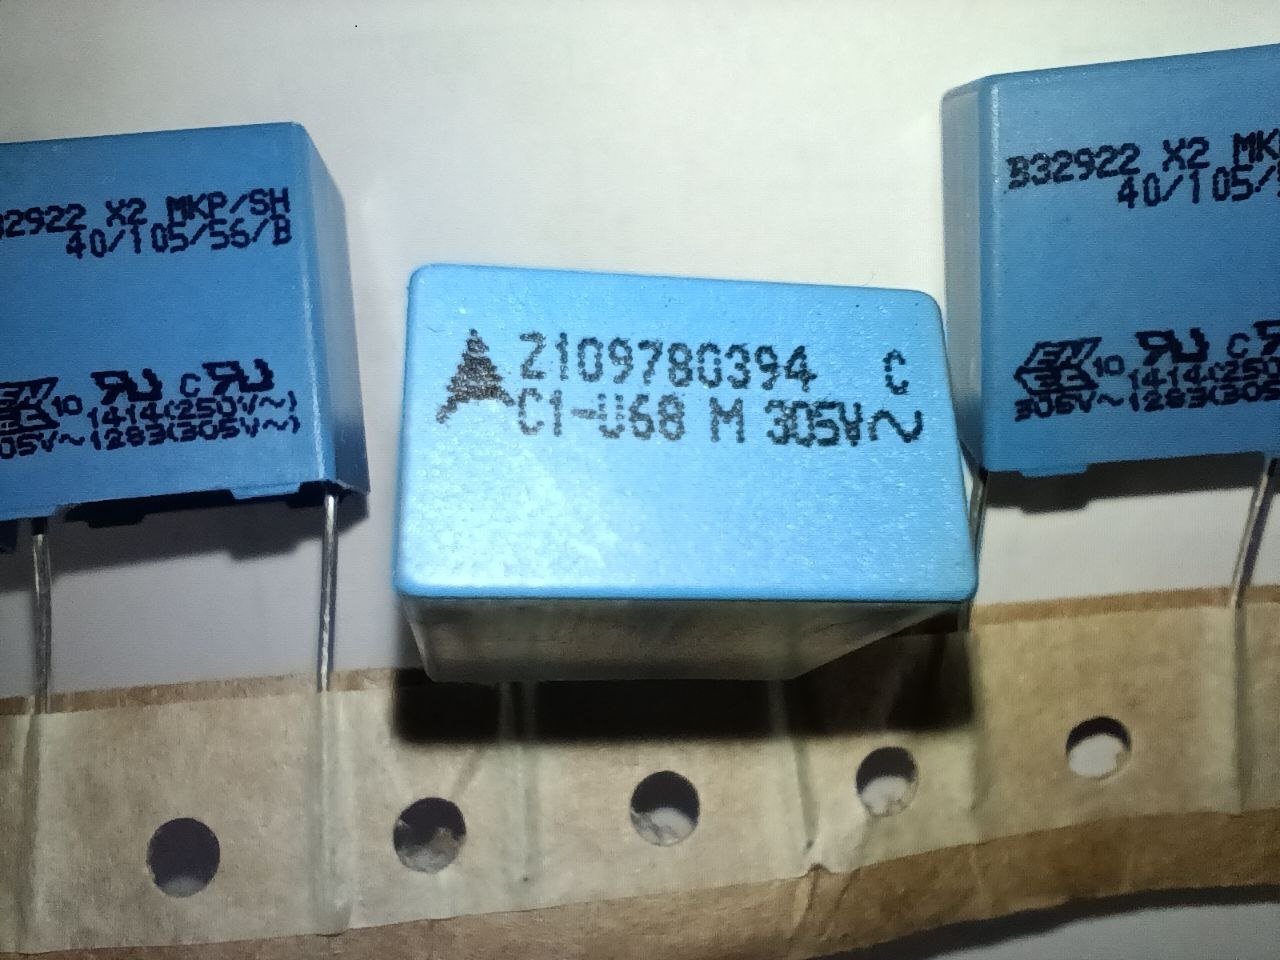 32922 X2 MKP/SH
40/105/56/B
10
1414(250V~)
05V~1283(305V~)
Z109780394 C
C1-U68 M 305V~
B32922 X2 MK
40/105/
10
1414(250
305V~1283(305